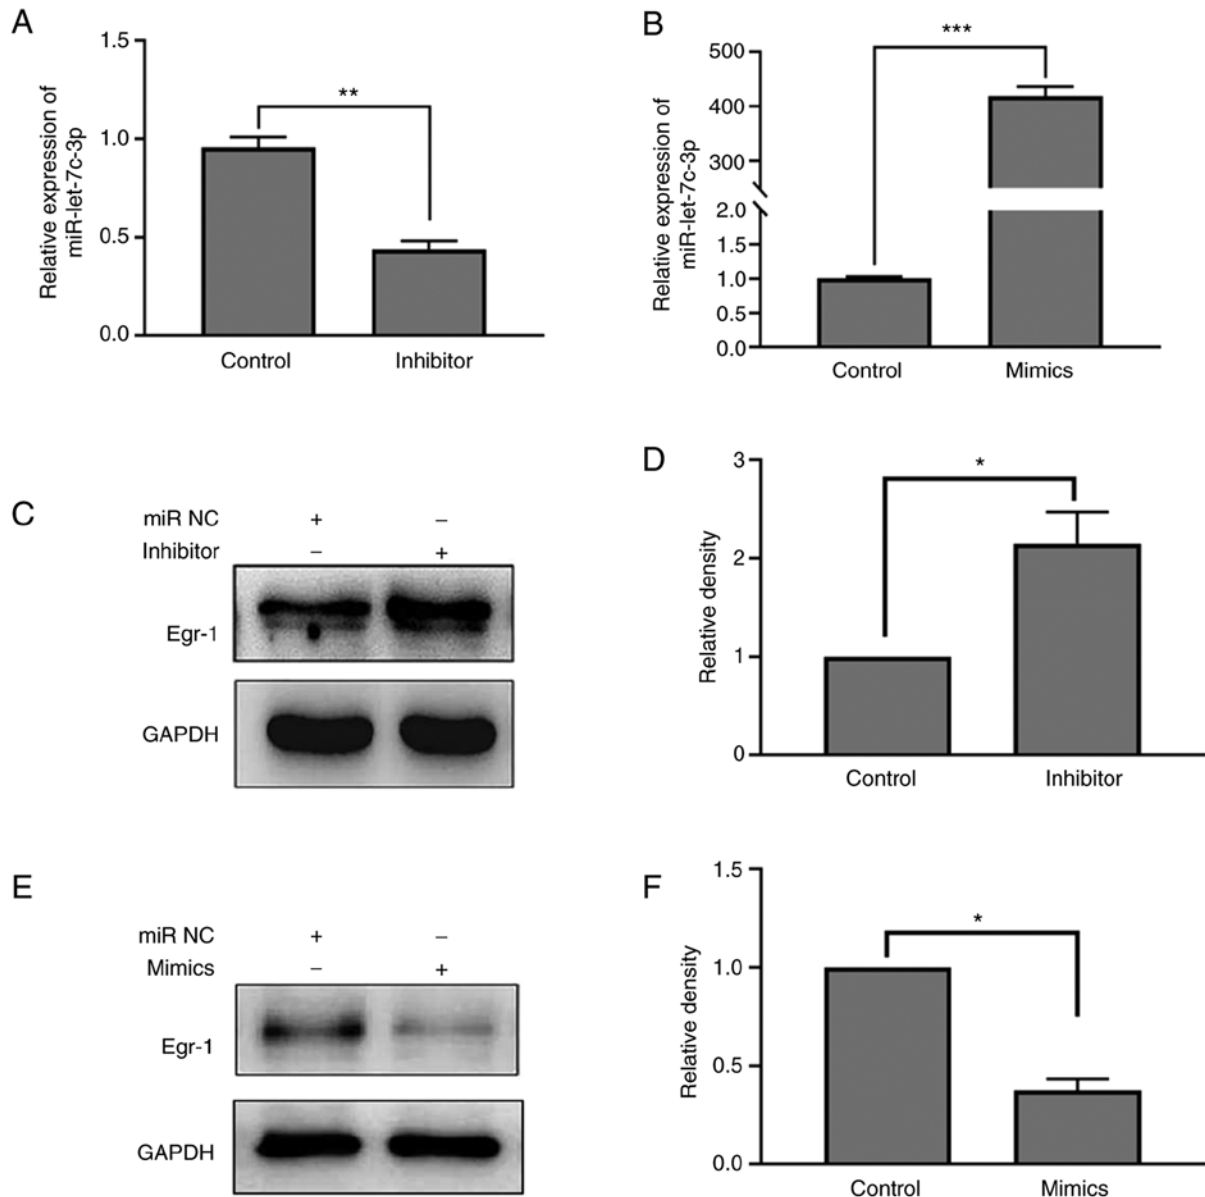 A
Relative expression of
miR-let-7c-3p
1.5
1.0
0.5
0.0
**
Control
Inhibitor
B
Relative expression of
miR-let-7c-3p
500
400
300
2.0
1.5
1.0
0.5
0.0
***
Control
Mimics
C
miR NC + –
Inhibitor – +
Egr-1
GAPDH
D
Relative density
3
2
1
0
*
Control
Inhibitor
E
miR NC + –
Mimics – +
Egr-1
GAPDH
F
Relative density
1.5
1.0
0.5
0.0
*
Control
Mimics